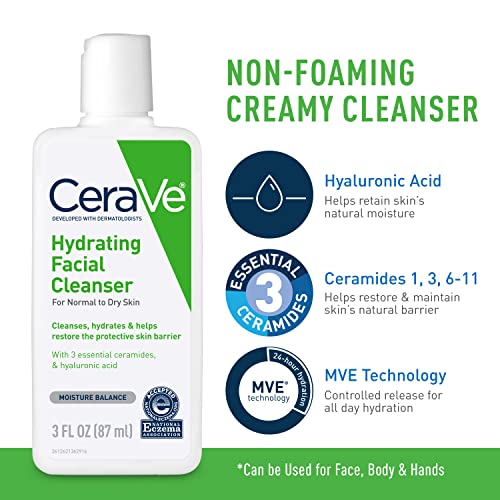 NON-FOAMING
CREAMY CLEANSER
CeraVe®
DEVELOPED WITH DERMATOLOGISTS
Hydrating
Facial
Cleanser
For Normal to Dry Skin
Cleanses, hydrates & helps
restore the protective skin barrier
With 3 essential ceramides,
& hyaluronic acid
MOISTURE BALANCE
3 FL OZ (87 ml)
ACCEPTED
NATIONAL
Eczema
ASSOCIATION
Hyaluronic Acid
Helps retain skin's
natural moisture
ESSENTIAL
3
CERAMIDES
Ceramides 1, 3, 6-11
Helps restore & maintain
skin's natural barrier
24-hour hydration
MVE®
technology
MVE Technology
Controlled release for
all day hydration
*Can be Used for Face, Body & Hands